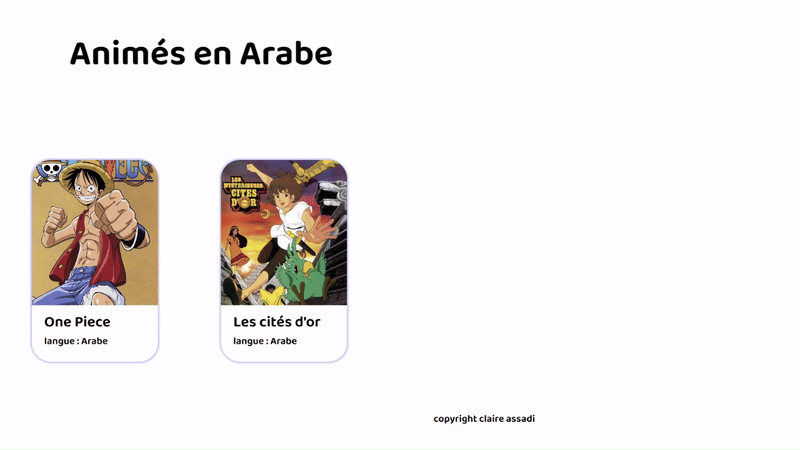 Animés en Arabe
LES
MYSTÉRIEUSES
CITÉS
D'OR
One Piece
langue : Arabe
Les cités d'or
langue : Arabe
copyright claire assadi